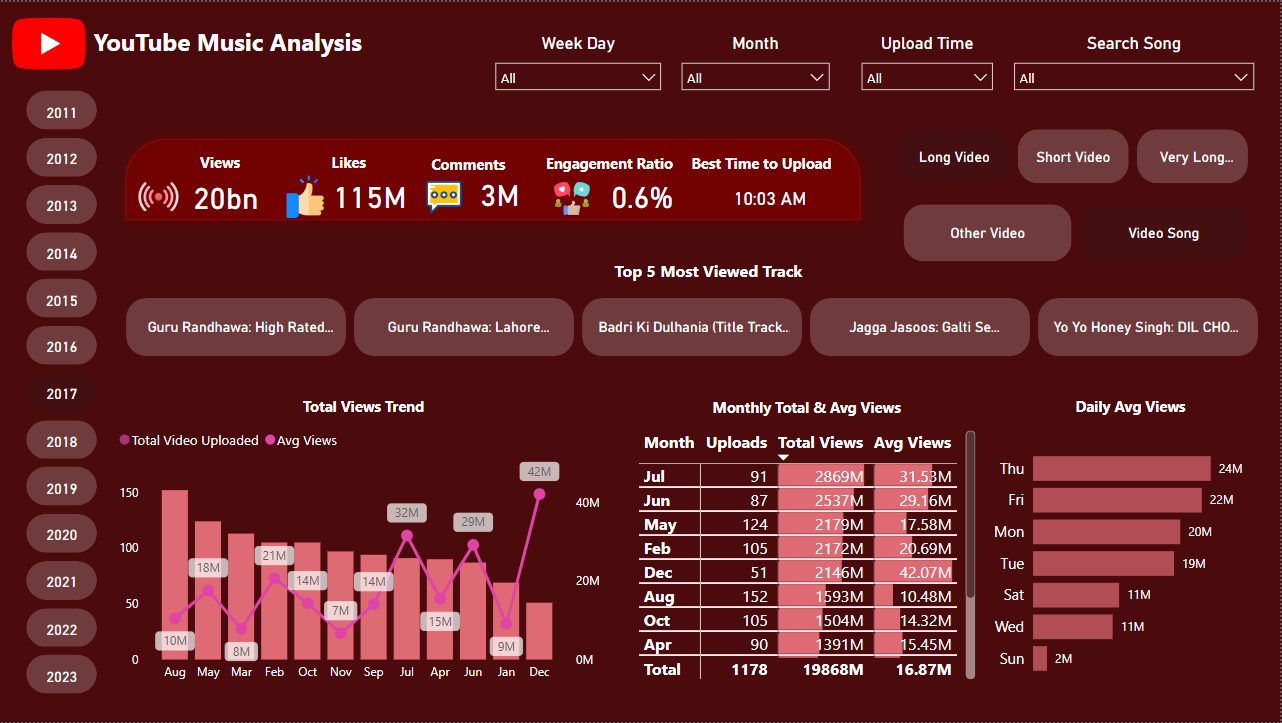 YouTube Music Analysis
Week Day
Month
Upload Time
Search Song
All
All
All
All
2011
2012
2013
2014
2015
2016
2017
2018
2019
2020
2021
2022
2023
Views
Likes
Comments
Engagement Ratio
Best Time to Upload
20bn
115M
3M
0.6%
10:03 AM
Long Video
Short Video
Very Long...
Other Video
Video Song
Top 5 Most Viewed Track
Guru Randhawa: High Rated...
Guru Randhawa: Lahore...
Badri Ki Dulhania (Title Track..
Jagga Jasoos: Galti Se...
Yo Yo Honey Singh: DIL CHO...
Total Views Trend
Total Video Uploaded Avg Views
150
100
50
0
40M
20M
0M
10M
18M
8M
21M
14M
7M
14M
32M
15M
29M
9M
42M
Aug May Mar Feb Oct Nov Sep Jul Apr Jun Jan Dec
Monthly Total & Avg Views
Month Uploads Total Views Avg Views
Jul 91 2869M 31.53M
Jun 87 2537M 29.16M
May 124 2179M 17.58M
Feb 105 2172M 20.69M
Dec 51 2146M 42.07M
Aug 152 1593M 10.48M
Oct 105 1504M 14.32M
Apr 90 1391M 15.45M
Total 1178 19868M 16.87M
Daily Avg Views
Thu 24M
Fri 22M
Mon 20M
Tue 19M
Sat 11M
Wed 11M
Sun 2M